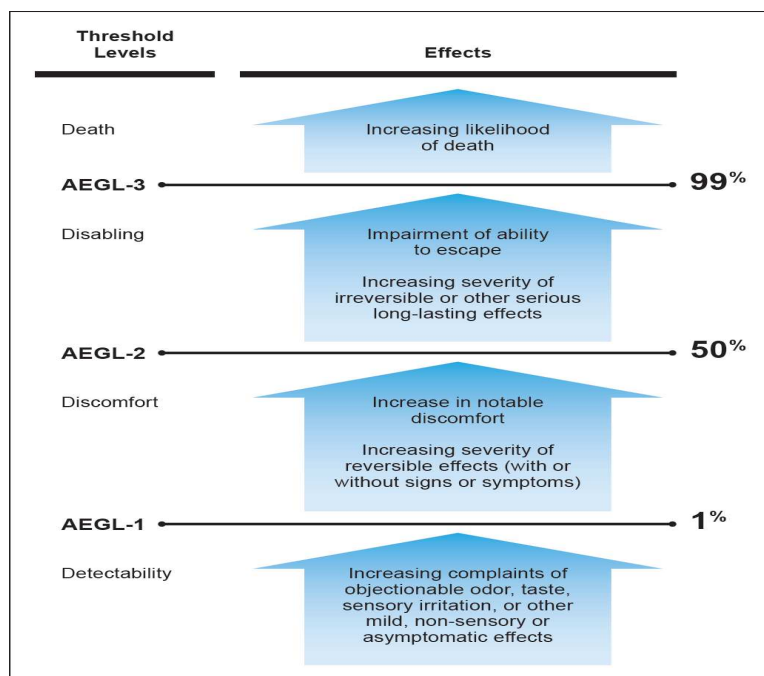 Threshold
Levels
Effects
Death
Increasing likelihood
of death
AEGL-3
99%
Disabling
Impairment of ability
to escape
Increasing severity of
irreversible or other serious
long-lasting effects
AEGL-2
50%
Discomfort
Increase in notable
discomfort
Increasing severity of
reversible effects (with or
without signs or symptoms)
AEGL-1
1%
Detectability
Increasing complaints of
objectionable odor, taste,
sensory irritation, or other
mild, non-sensory or
asymptomatic effects